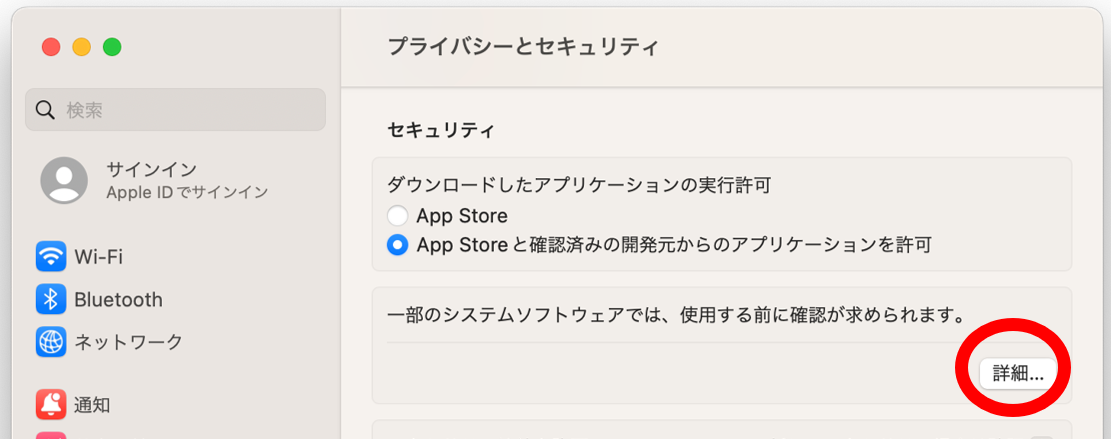 プライバシーとセキュリティ
検索
サインイン
Apple IDでサインイン
Wi-Fi
Bluetooth
ネットワーク
通知
セキュリティ
ダウンロードしたアプリケーションの実行許可
App Store
App Storeと確認済みの開発元からのアプリケーションを許可
一部のシステムソフトウェアでは、使用する前に確認が求められます。
詳細...